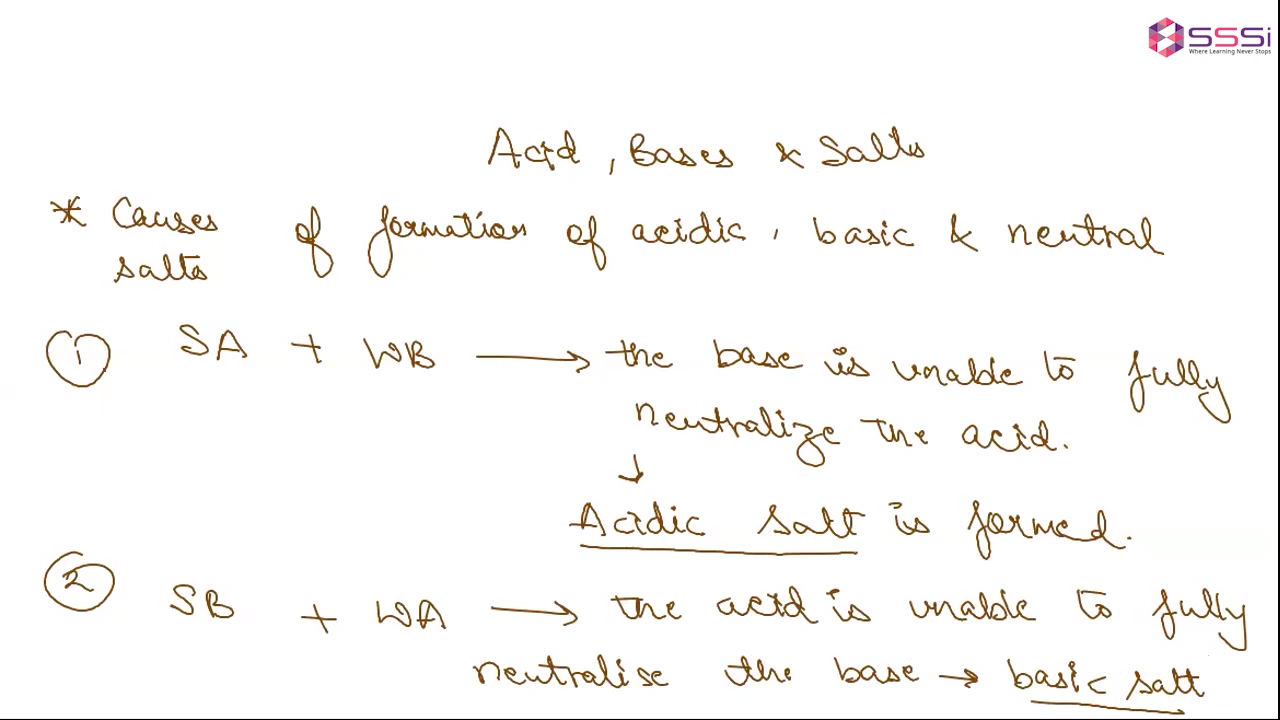 SSSi
Where Learning Never Stops
Acid, Bases & Salts
* Causes of formation of acidic, basic & neutral
salts
1 SA + WB → the base is unable to fully
neutralize the acid.
↓
Acidic salt is formed.
2 SB + WA → the acid is unable to fully
neutralise the base → basic salt